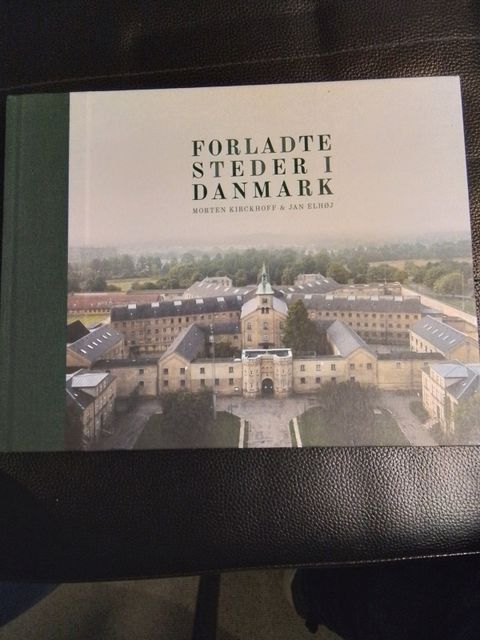 FORLADTE
STEDER I
DANMARK
MORTEN KIRCKHOFF & JAN ELHØJ